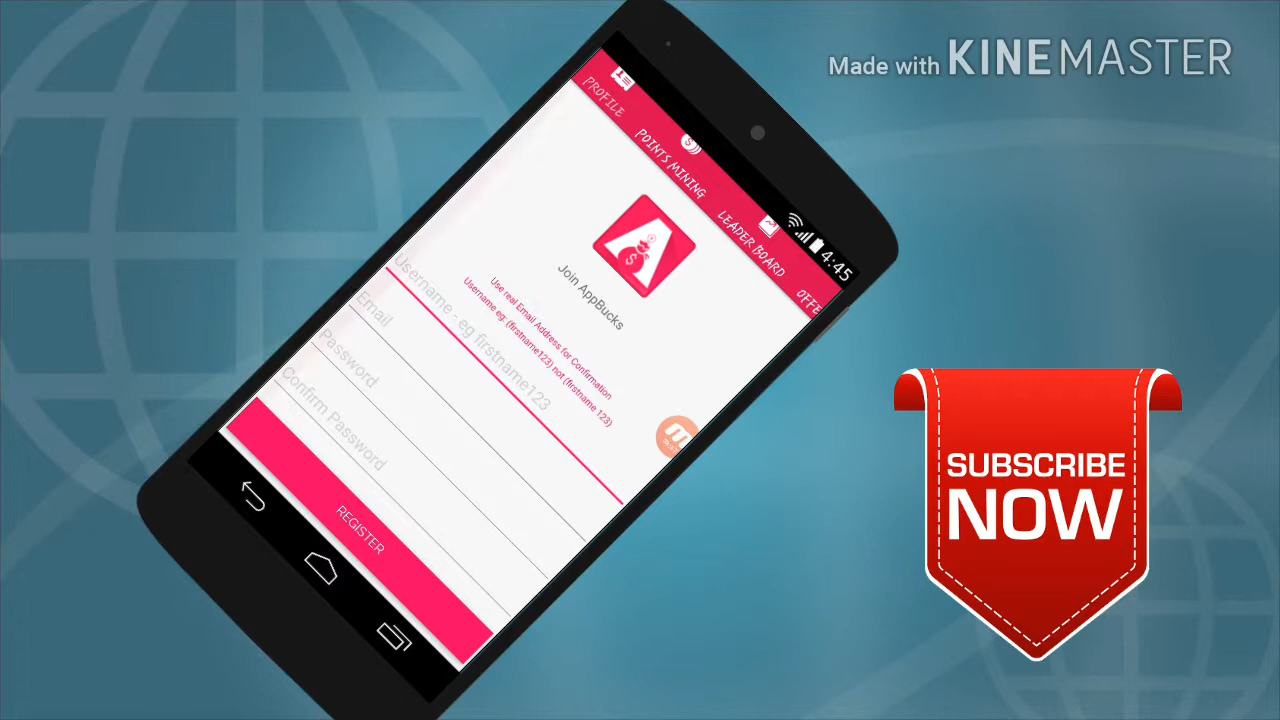 Made with KINEMASTER
PROFILE
POINTS MINING
LEADER BOARD
OFFE
4:45
$
Join AppBucks
Use real Email Address for Confirmation
Username eg: (firstname123) not (firstname 123)
Username - eg firstname123
Email
Password
Confirm Password
REGISTER
SUBSCRIBE
NOW